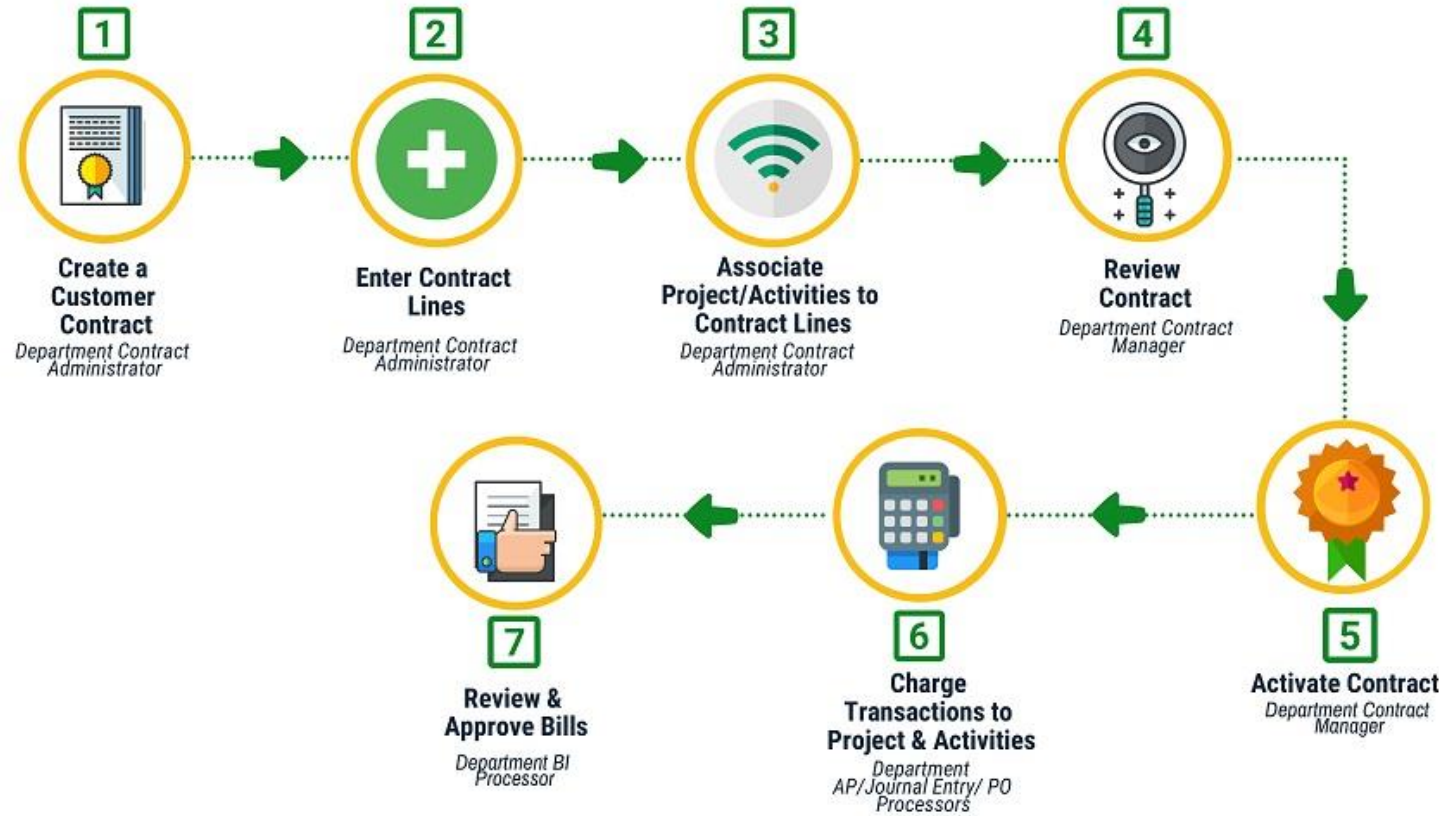 1
Create a
Customer
Contract
Department Contract
Administrator
2
Enter Contract
Lines
Department Contract
Administrator
3
Associate
Project/Activities to
Contract Lines
Department Contract
Administrator
4
Review
Contract
Department Contract
Manager
5
Activate Contract
Department Contract
Manager
6
Charge
Transactions to
Project & Activities
Department
AP/Journal Entry/ PO
Processors
7
Review &
Approve Bills
Department BI
Processor